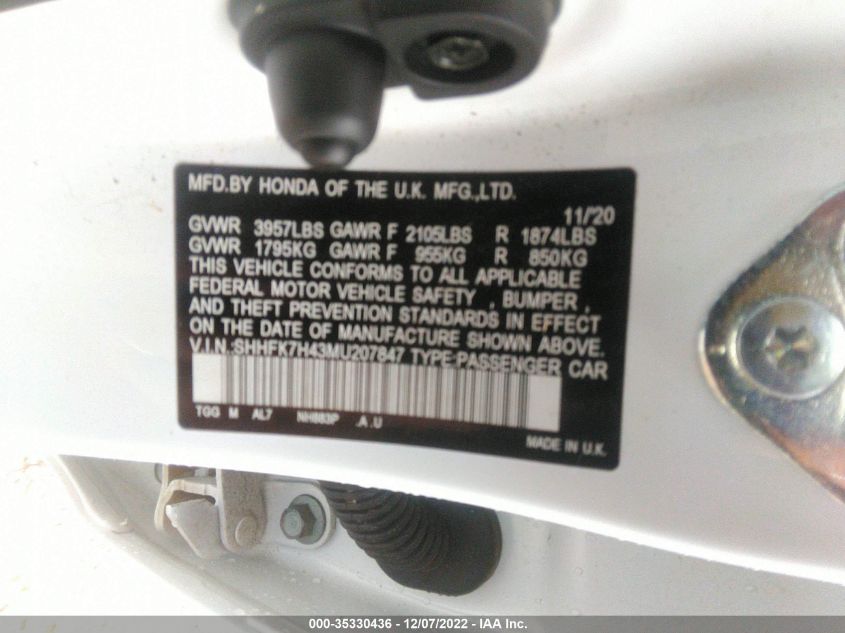 MFD.BY HONDA OF THE U.K. MFG.,LTD.
11/'20
GVWR 3957LBS GAWR F 2105LBS R 1874LBS
GVWR 1795KG GAWR F 955KG R 850KG
THIS VEHICLE CONFORMS TO ALL APPLICABLE
FEDERAL MOTOR VEHICLE SAFETY , BUMPER ,
AND THEFT PREVENTION STANDARDS IN EFFECT
ON THE DATE OF MANUFACTURE SHOWN ABOVE.
V.I.N.:SHHFK7H43MU207847 TYPE:PASSENGER CAR
TGG M AL7 NH883P .A .U
MADE IN U.K.
000-35330436 - 12/07/2022 - IAA Inc.